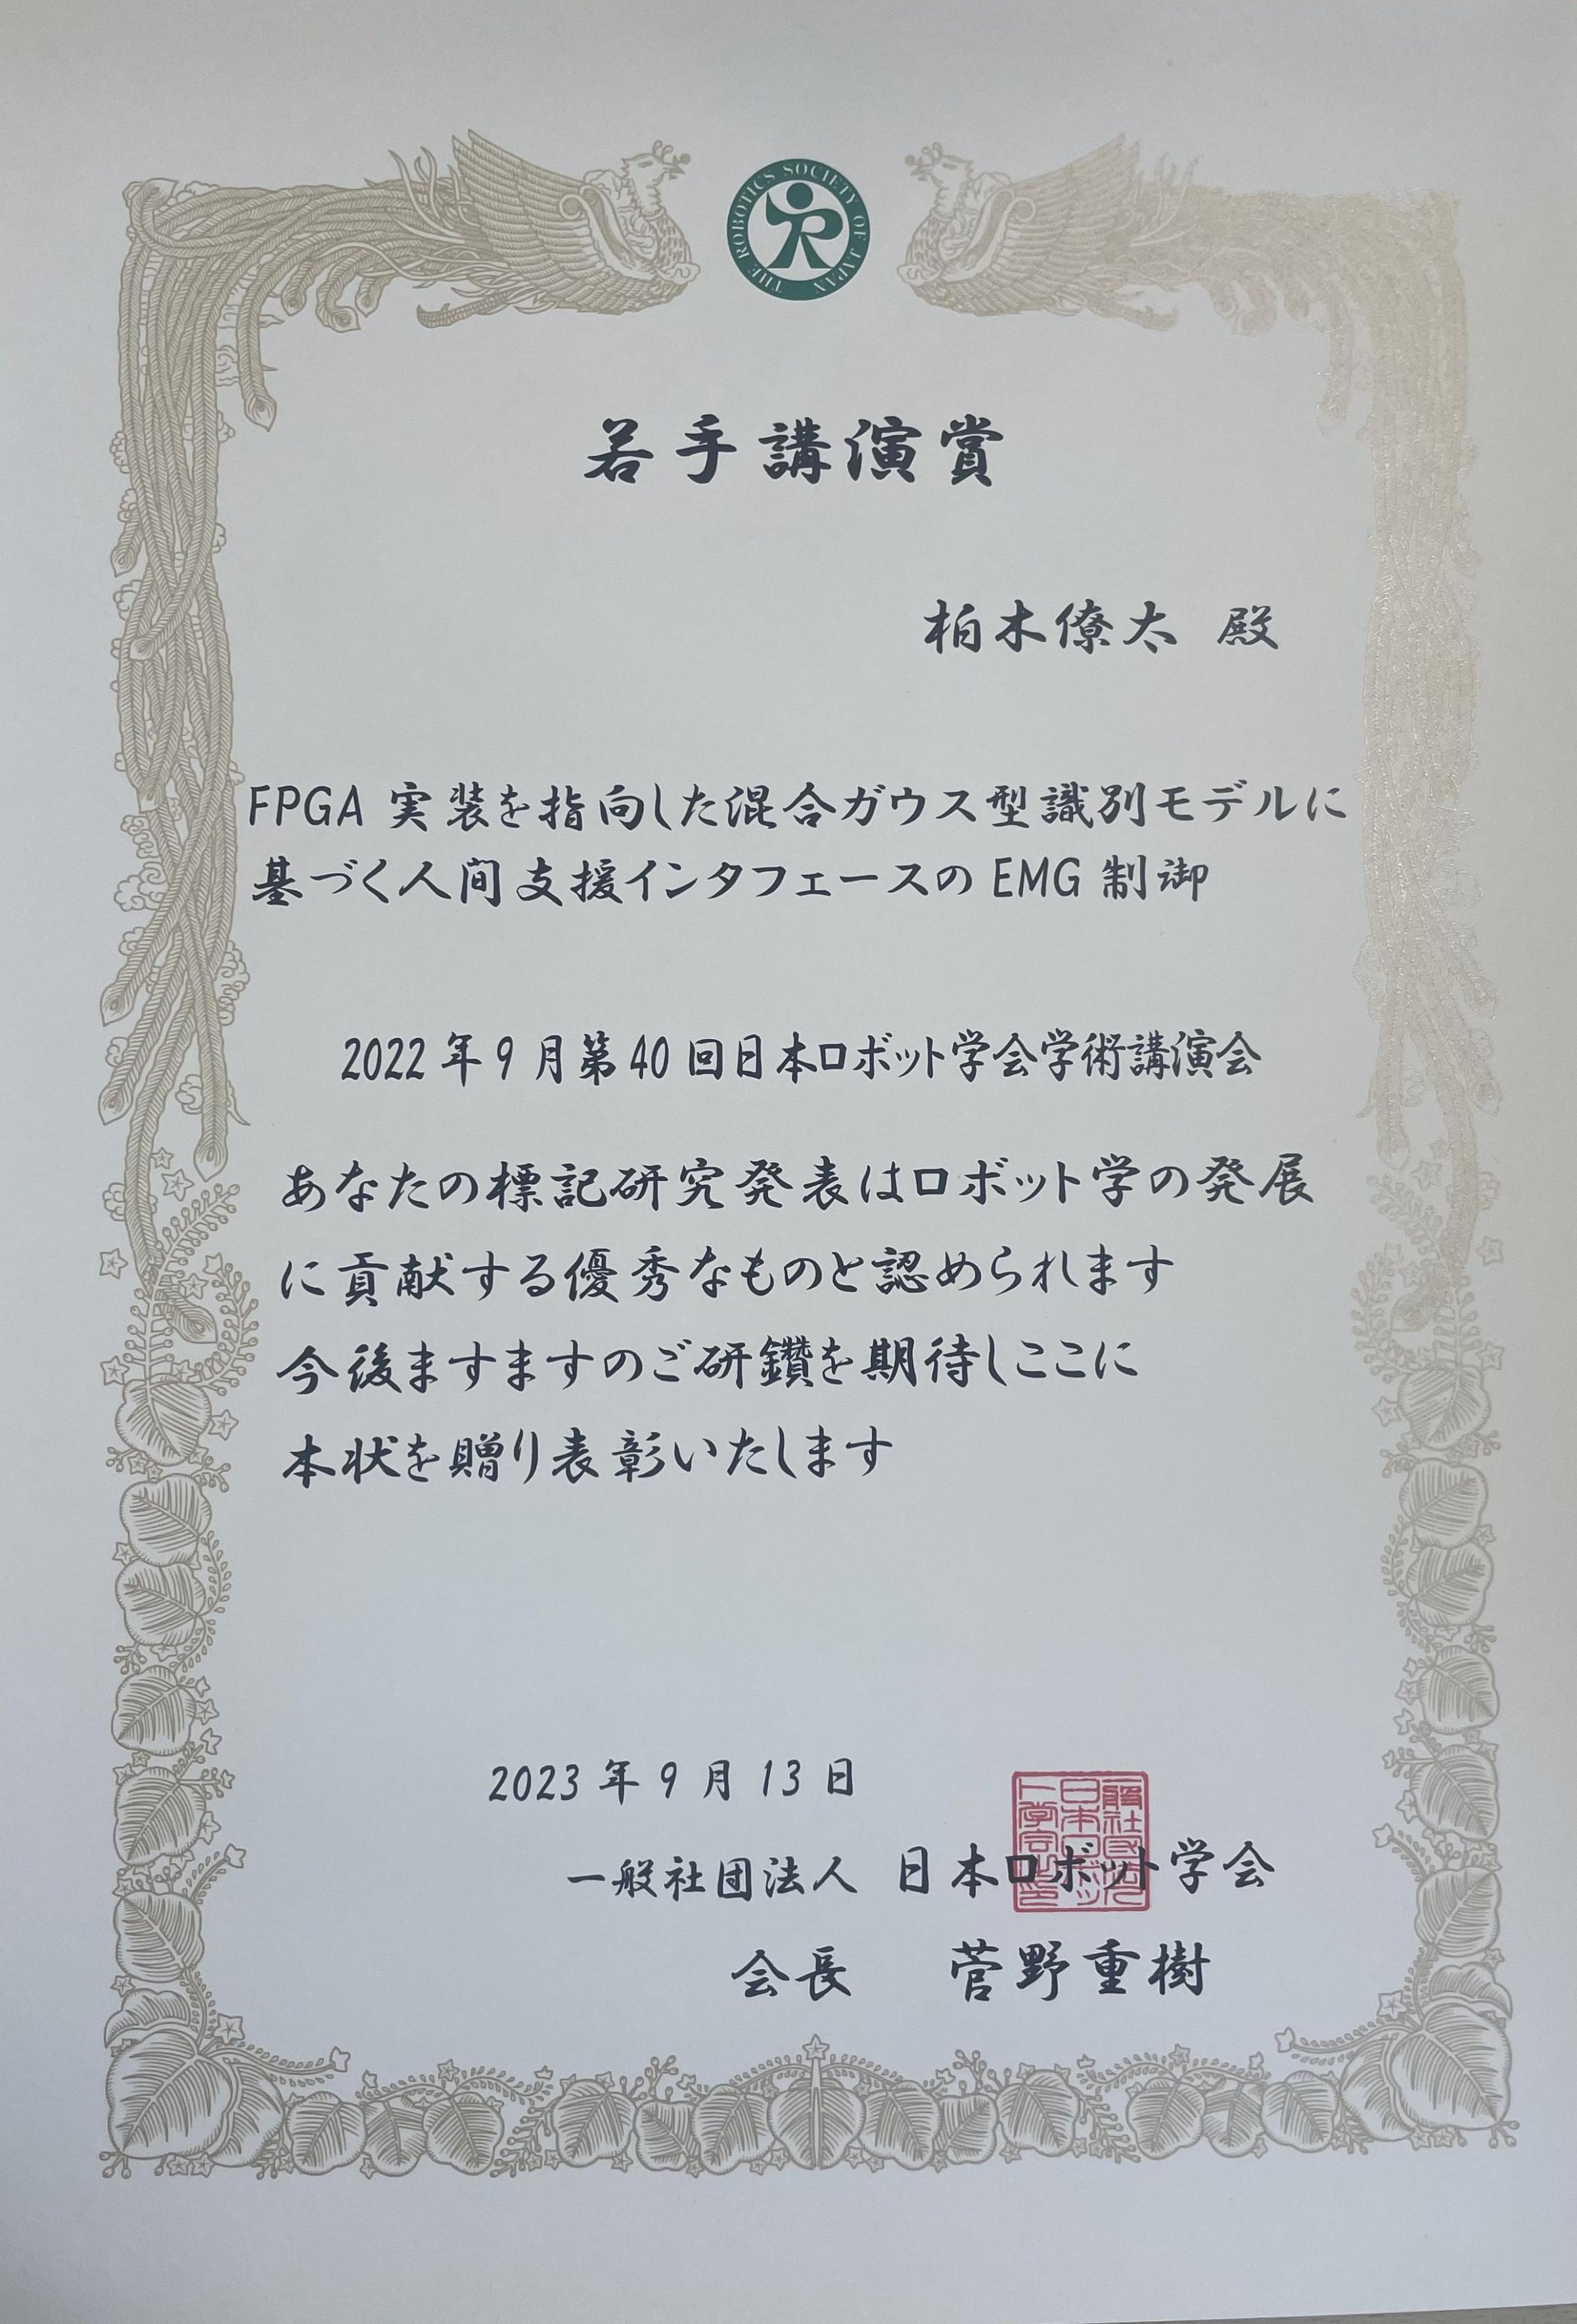 THE ROBOTICS SOCIETY OF JAPAN
若手講演賞
柏木僚太 殿
FPGA 実装を指向した混合ガウス型識別モデルに
基づく人間支援インタフェースの EMG 制御
2022 年 9 月第 40 回日本ロボット学会学術講演会
あなたの標記研究発表はロボット学の発展
に貢献する優秀なものと認められます
今後ますますのご研鑽を期待しここに
本状を贈り表彰いたします
2023 年 9 月 13 日
一般社団法人 日本ロボット学会
会長 菅野重樹